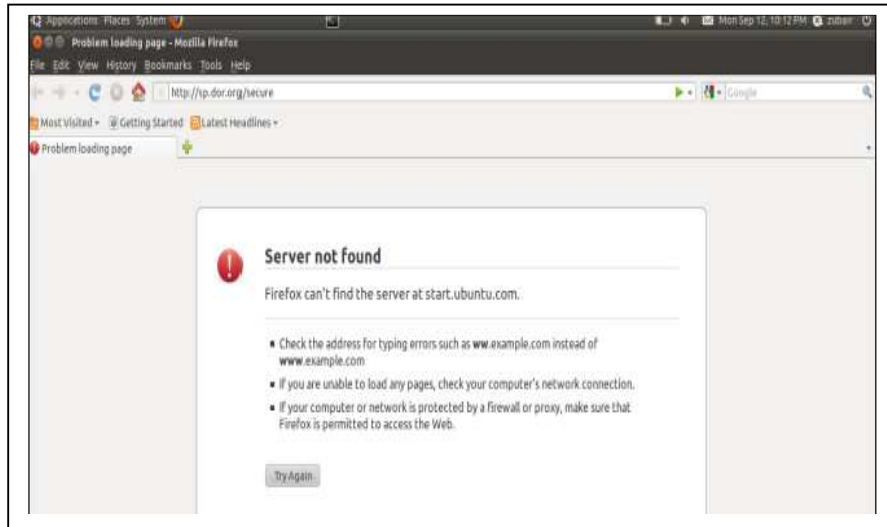 Applications Places System Mon Sep 12, 10:12 PM zubair
Problem loading page - Mozilla Firefox
File Edit View History Bookmarks Tools Help
http://sp.dor.org/secure Google
Most Visited Getting Started Latest Headlines
Problem loading page
Server not found
Firefox can't find the server at start.ubuntu.com.
Check the address for typing errors such as ww.example.com instead of
www.example.com
If you are unable to load any pages, check your computer's network connection.
If your computer or network is protected by a firewall or proxy, make sure that
Firefox is permitted to access the Web.
Try Again